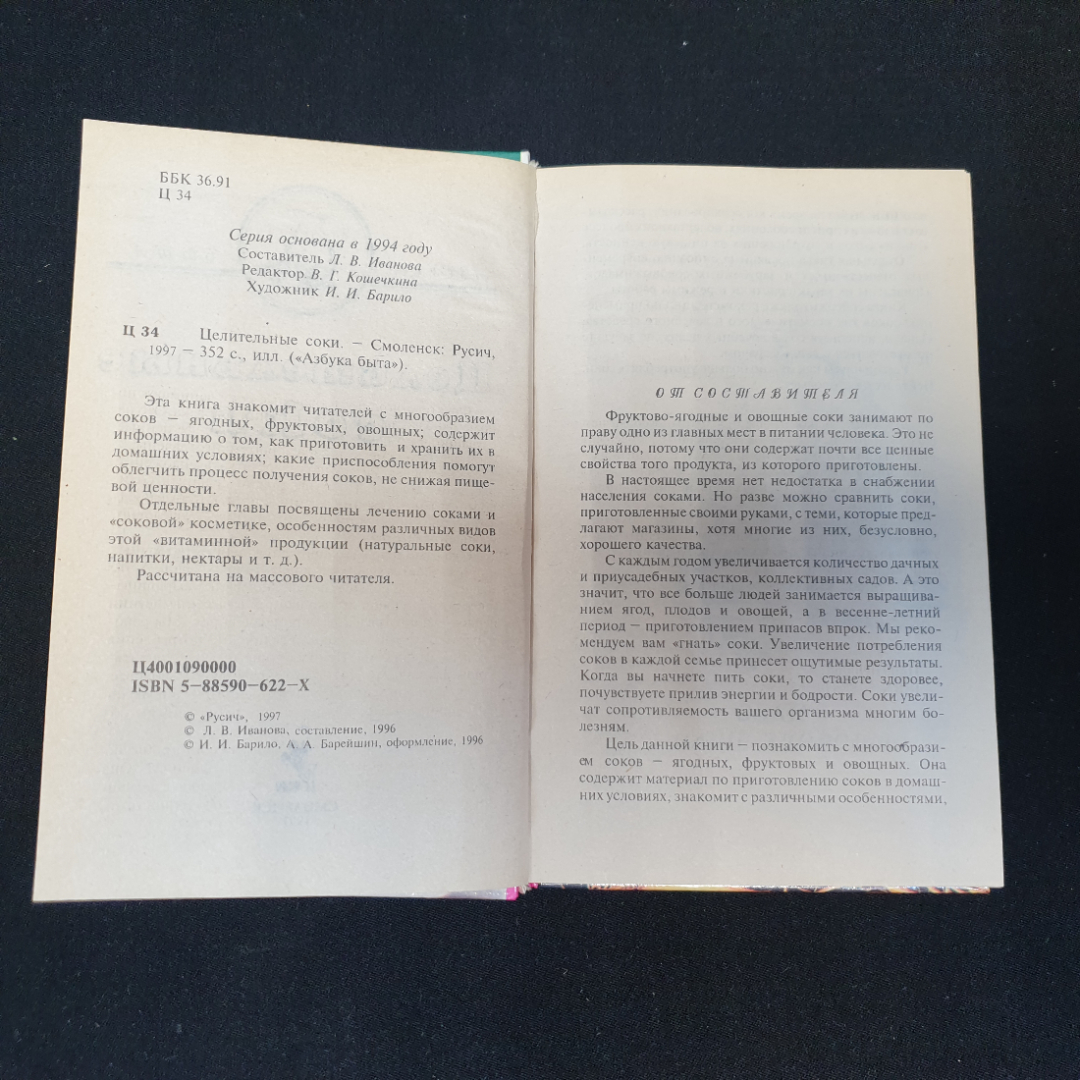 ББК 36.91
Ц 34
Серия основана в 1994 году
Составитель Л. В. Иванова
Редактор В. Г. Кошечкина
Художник И. И. Барило
Ц 34 Целительные соки. — Смоленск: Русич,
1997 — 352 с., илл. («Азбука быта»).
Эта книга знакомит читателей с многообразием
соков — ягодных, фруктовых, овощных; содержит
информацию о том, как приготовить и хранить их в
домашних условиях; какие приспособления помогут
облегчить процесс получения соков, не снижая пище-
вой ценности.
Отдельные главы посвящены лечению соками и
«соковой» косметике, особенностям различных видов
этой «витаминной» продукции (натуральные соки,
напитки, нектары и т. д.).
Рассчитана на массового читателя.
Ц4001090000
ISBN 5-88590-622-X
© «Русич», 1997
© Л. В. Иванова, составление, 1996
© И. И. Барило, А. А. Барейшин, оформление, 1996
ОТ СОСТАВИТЕЛЯ
Фруктово-ягодные и овощные соки занимают по
праву одно из главных мест в питании человека. Это не
случайно, потому что они содержат почти все ценные
свойства того продукта, из которого приготовлены.
В настоящее время нет недостатка в снабжении
населения соками. Но разве можно сравнить соки,
приготовленные своими руками, с теми, которые пред-
лагают магазины, хотя многие из них, безусловно,
хорошего качества.
С каждым годом увеличивается количество дачных
и приусадебных участков, коллективных садов. А это
значит, что все больше людей занимается выращива-
нием ягод, плодов и овощей, а в весенне-летний
период — приготовлением припасов впрок. Мы реко-
мендуем вам «гнать» соки. Увеличение потребления
соков в каждой семье принесет ощутимые результаты.
Когда вы начнете пить соки, то станете здоровее,
почувствуете прилив энергии и бодрости. Соки увели-
чат сопротивляемость вашего организма многим бо-
лезням.
Цель данной книги — познакомить с многообрази-
ем соков — ягодных, фруктовых и овощных. Она
содержит материал по приготовлению соков в домаш-
них условиях, знакомит с различными особенностями,